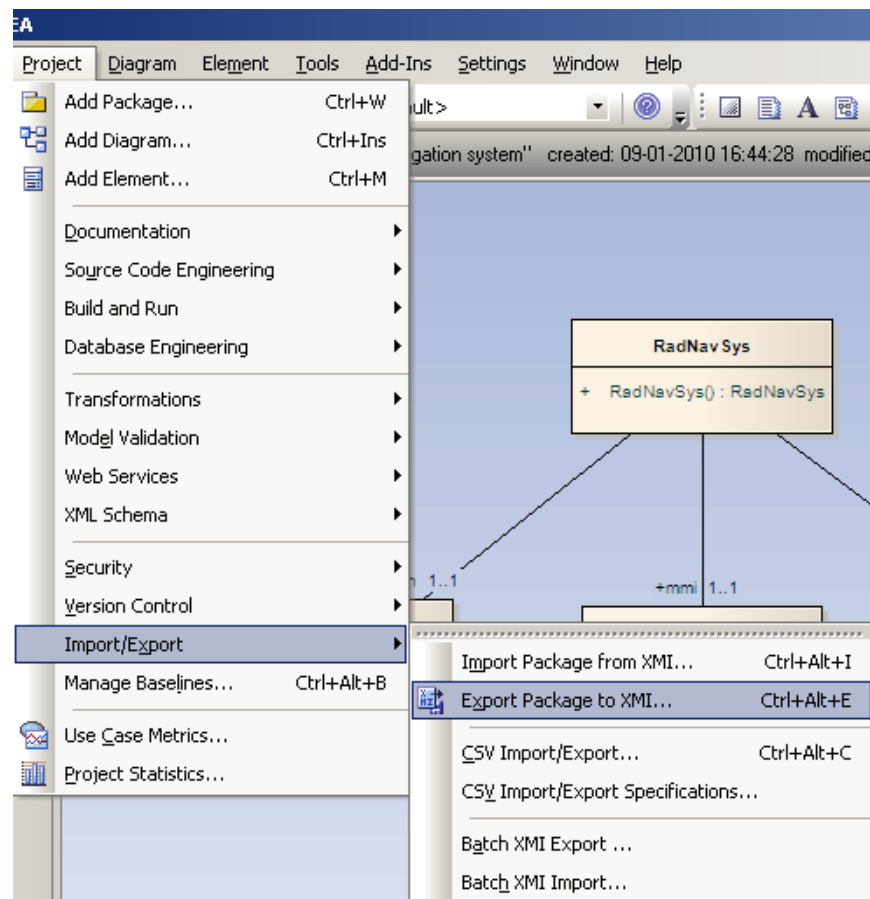 EA
Project Diagram Element Tools Add-Ins Settings Window Help
Add Package... Ctrl+W
ult>
Add Diagram... Ctrl+Ins
gation system" created: 09-01-2010 16:44:28 modified
Add Element... Ctrl+M
Documentation
Source Code Engineering
Build and Run
Database Engineering
Transformations
Model Validation
Web Services
XML Schema
Security
Version Control
Import/Export
Manage Baselines... Ctrl+Alt+B
Use Case Metrics...
Project Statistics...
RadNavSys
+ RadNavSys() : RadNavSys
1..1
+mmi 1..1
Import Package from XMI... Ctrl+Alt+I
Export Package to XMI... Ctrl+Alt+E
CSV Import/Export... Ctrl+Alt+C
CSV Import/Export Specifications...
Batch XMI Export ...
Batch XMI Import...